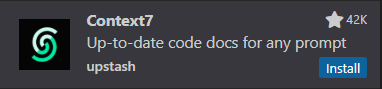 Context7 42K
Up-to-date code docs for any prompt
upstash Install